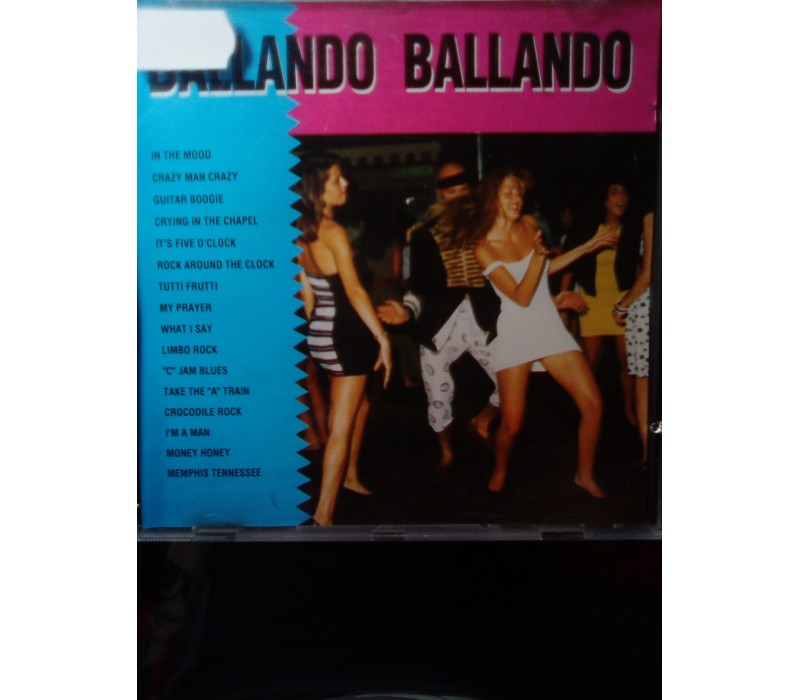 BALLANDO BALLANDO
IN THE MOOD
CRAZY MAN CRAZY
GUITAR BOOGIE
CRYING IN THE CHAPEL
IT'S FIVE O'CLOCK
ROCK AROUND THE CLOCK
TUTTI FRUTTI
MY PRAYER
WHAT I SAY
LIMBO ROCK
"C" JAM BLUES
TAKE THE "A" TRAIN
CROCODILE ROCK
I'M A MAN
MONEY HONEY
MEMPHIS TENNESSEE